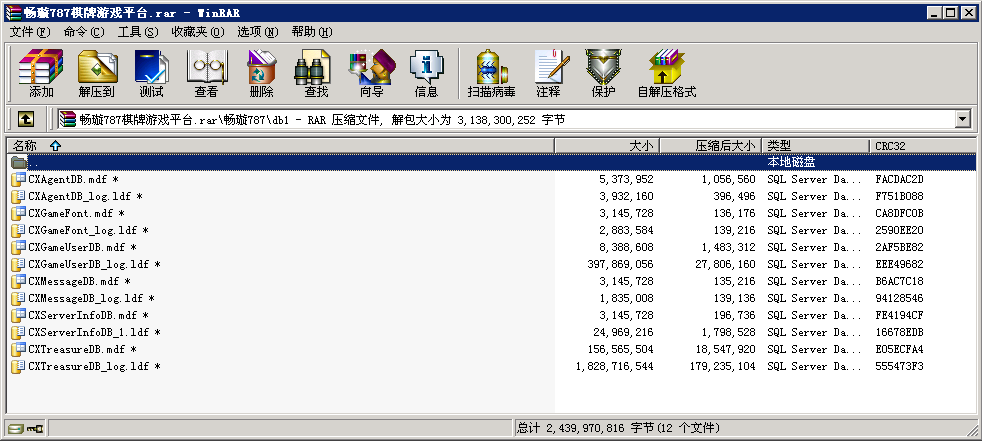 畅璇787棋牌游戏平台.rar - WinRAR
文件(F) 命令(C) 工具(S) 收藏夹(O) 选项(N) 帮助(H)
添加 解压到 测试 查看 删除 查找 向导 信息 扫描病毒 注释 保护 自解压格式
畅璇787棋牌游戏平台.rar\畅璇787\db1 - RAR 压缩文件, 解包大小为 3,138,300,252 字节
名称 大小 压缩后大小 类型 CRC32
.. 本地磁盘
CXAgentDB.mdf * 5,373,952 1,056,560 SQL Server Da... FACDAC2D
CXAgentDB_log.ldf * 3,932,160 396,496 SQL Server Da... F751B088
CXGameFont.mdf * 3,145,728 136,176 SQL Server Da... CA8DFC0B
CXGameFont_log.ldf * 2,883,584 139,216 SQL Server Da... 2590EE20
CXGameUserDB.mdf * 8,388,608 1,483,312 SQL Server Da... 2AF5BE82
CXGameUserDB_log.ldf * 397,869,056 27,806,160 SQL Server Da... EEE49682
CXMessageDB.mdf * 3,145,728 135,216 SQL Server Da... B6AC7C18
CXMessageDB_log.ldf * 1,835,008 139,136 SQL Server Da... 94128546
CXServerInfoDB.mdf * 3,145,728 196,736 SQL Server Da... FE4194CF
CXServerInfoDB_1.ldf * 24,969,216 1,798,528 SQL Server Da... 16678EDB
CXTreasureDB.mdf * 156,565,504 18,547,920 SQL Server Da... E05ECFA4
CXTreasureDB_log.ldf * 1,828,716,544 179,235,104 SQL Server Da... 555473F3
总计 2,439,970,816 字节(12 个文件)